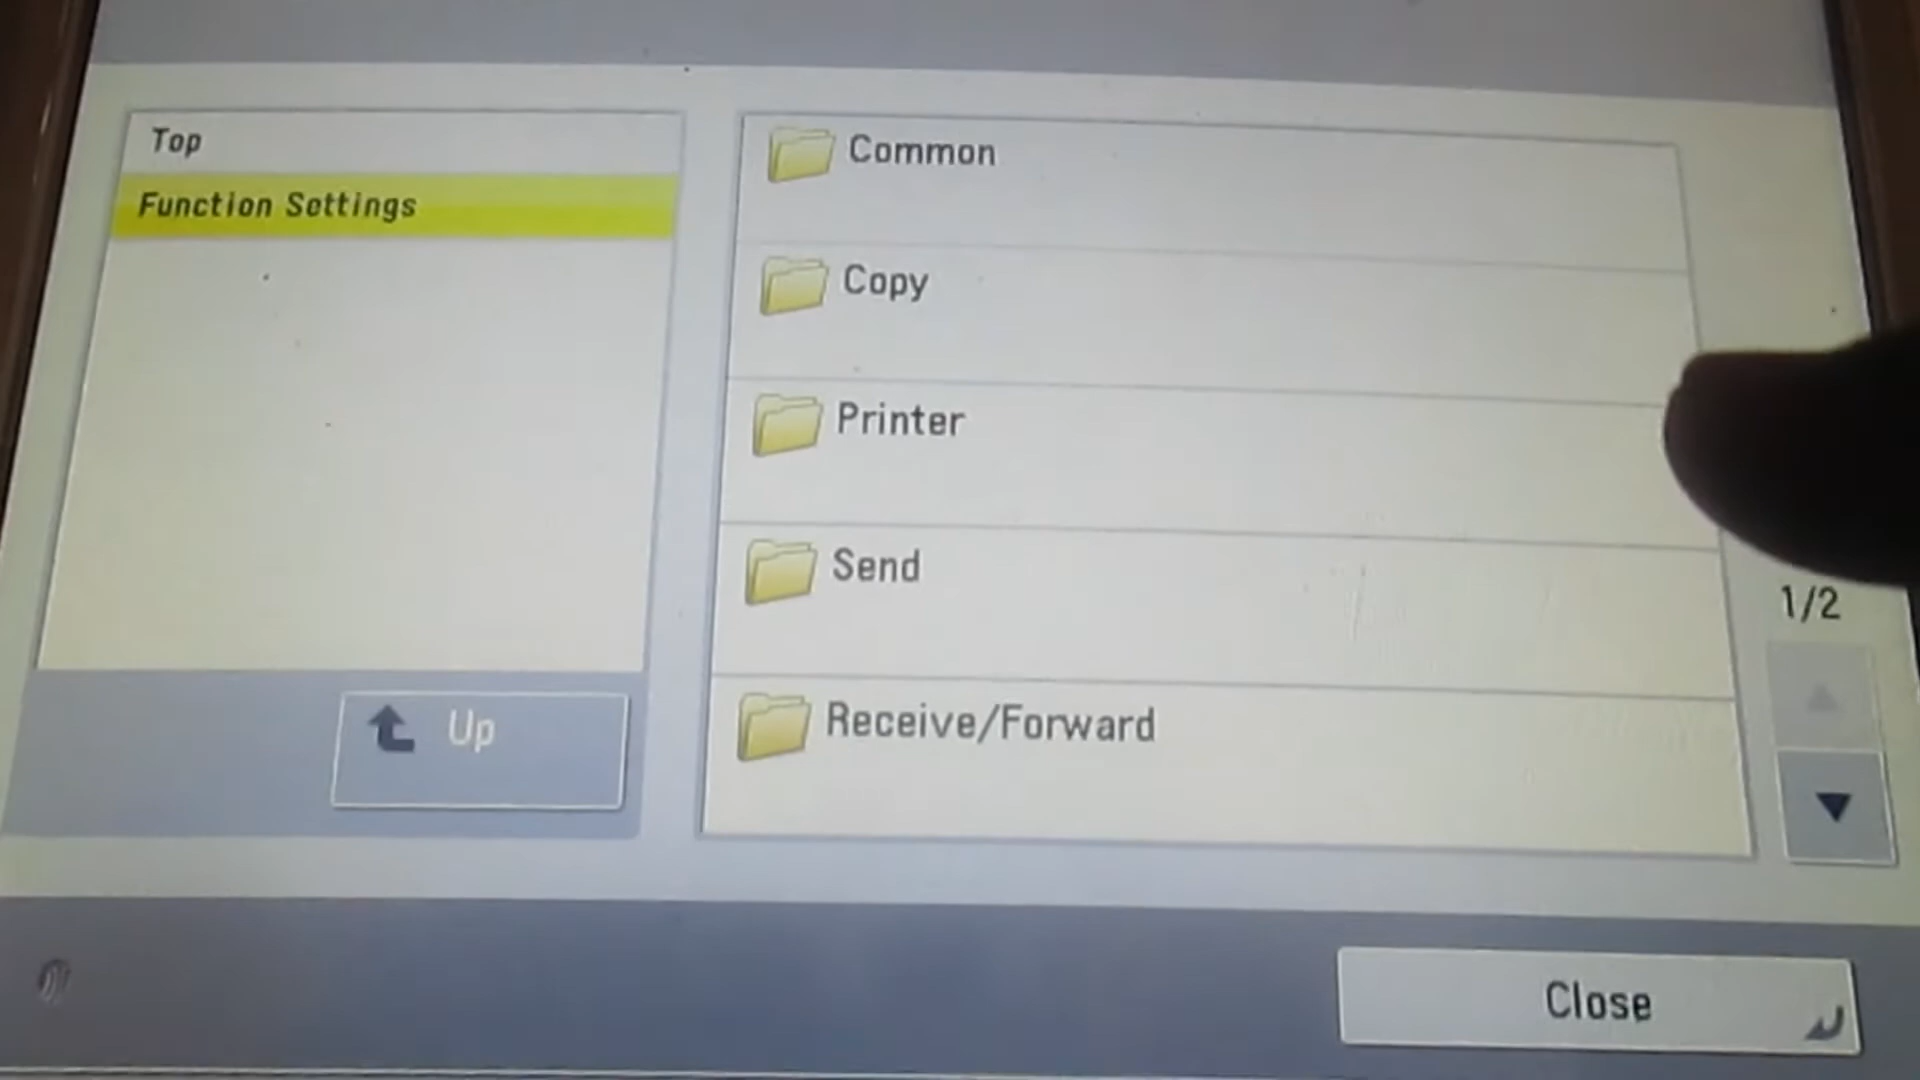 Top
Function Settings
Up
Common
Copy
Printer
Send
Receive/Forward
1/2
Close